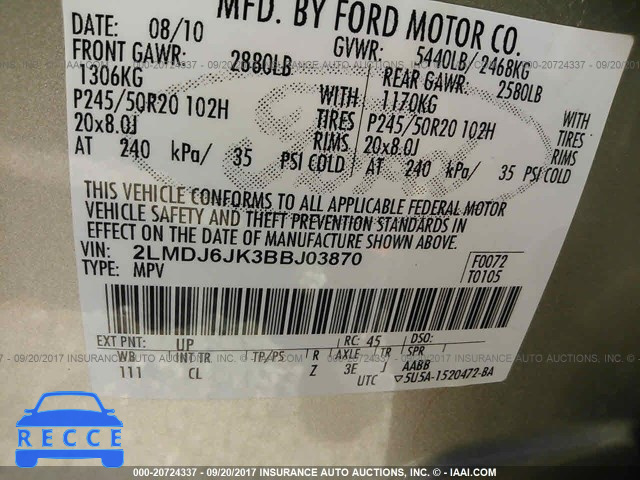 MFD. BY FORD MOTOR CO.
DATE: 08/10 GVWR: 5440LB/2468KG
FRONT GAWR: 2880LB REAR GAWR: 2580LB
1306KG WITH 1170KG WITH
P245/50R20 102H TIRES P245/50R20 102H TIRES
20x8.0J RIMS 20x8.0J RIMS
AT 240 kPa/ 35 PSI COLD AT 240 kPa/ 35 PSI COLD
THIS VEHICLE CONFORMS TO ALL APPLICABLE FEDERAL MOTOR
VEHICLE SAFETY AND THEFT PREVENTION STANDARDS IN
EFFECT ON THE DATE OF MANUFACTURE SHOWN ABOVE.
VIN: 2LMDJ6JK3BBJ03870 F0072
TYPE: MPV T0105
EXT PNT: UP RC: 45 DSO:
WB INT TR TP/PS R AXLE TR SPR
111 CL Z 3E J AABB
UTC 5U5A-1520472-BA
RECCE
000-20724337 - 09/20/2017 INSURANCE AUTO AUCTIONS. - IAAI.COM